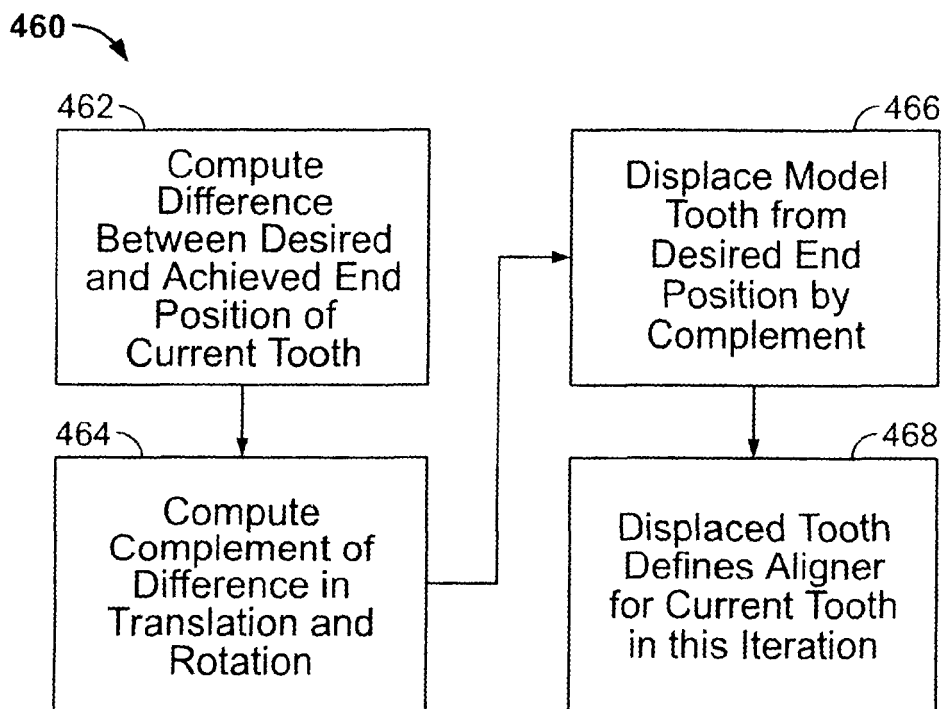 460
462
Compute
Difference
Between Desired
and Achieved End
Position of
Current Tooth
464
Compute
Complement of
Difference in
Translation and
Rotation
466
Displace Model
Tooth from
Desired End
Position by
Complement
468
Displaced Tooth
Defines Aligner
for Current Tooth
in this Iteration